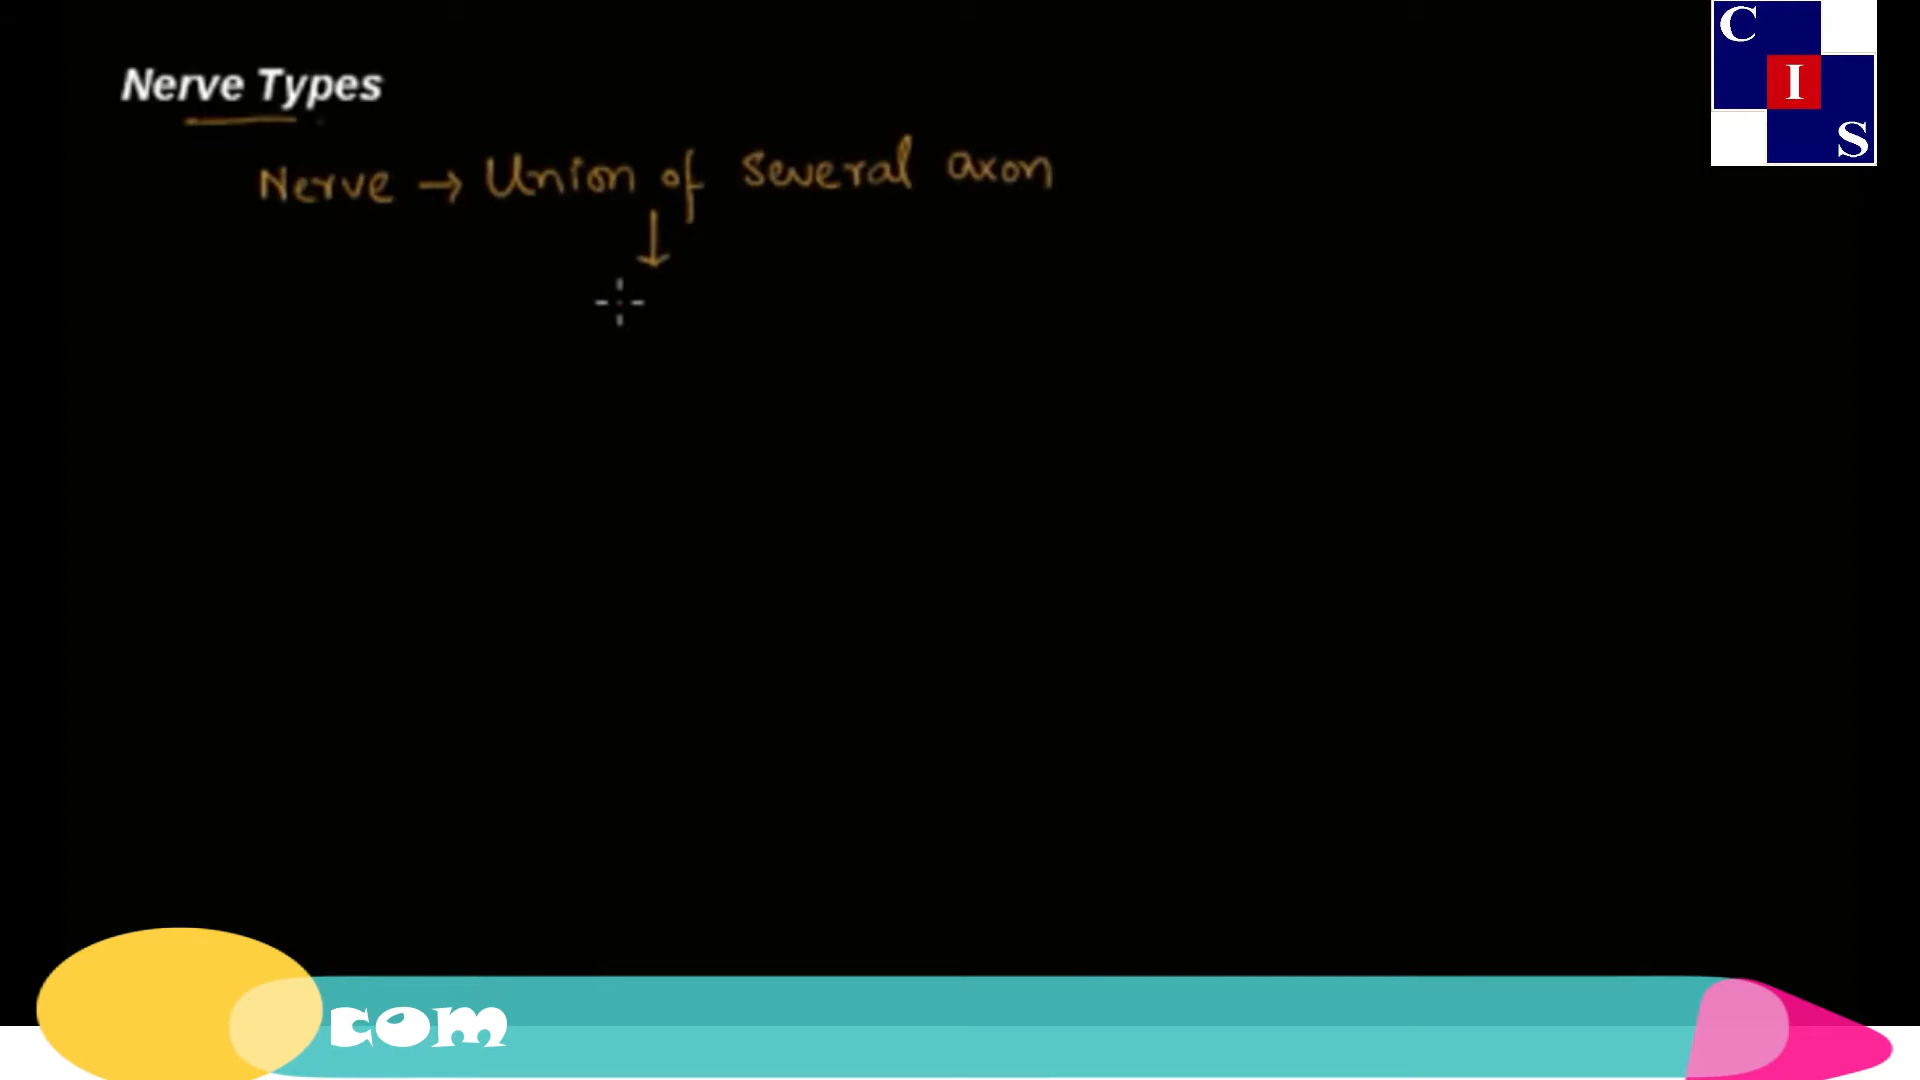 C
I
S
Nerve Types
Nerve → Union of several axon
↓
com